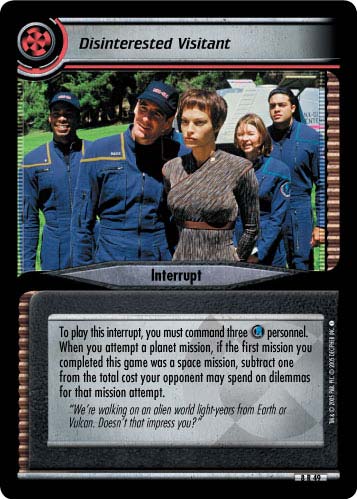 Disinterested Visitant
Interrupt
To play this interrupt, you must command three personnel.
When you attempt a planet mission, if the first mission you
completed this game was a space mission, subtract one
from the total cost your opponent may spend on dilemmas
for that mission attempt.
"We're walking on an alien world light-years from Earth or
Vulcan. Doesn't that impress you?"
8 R 49